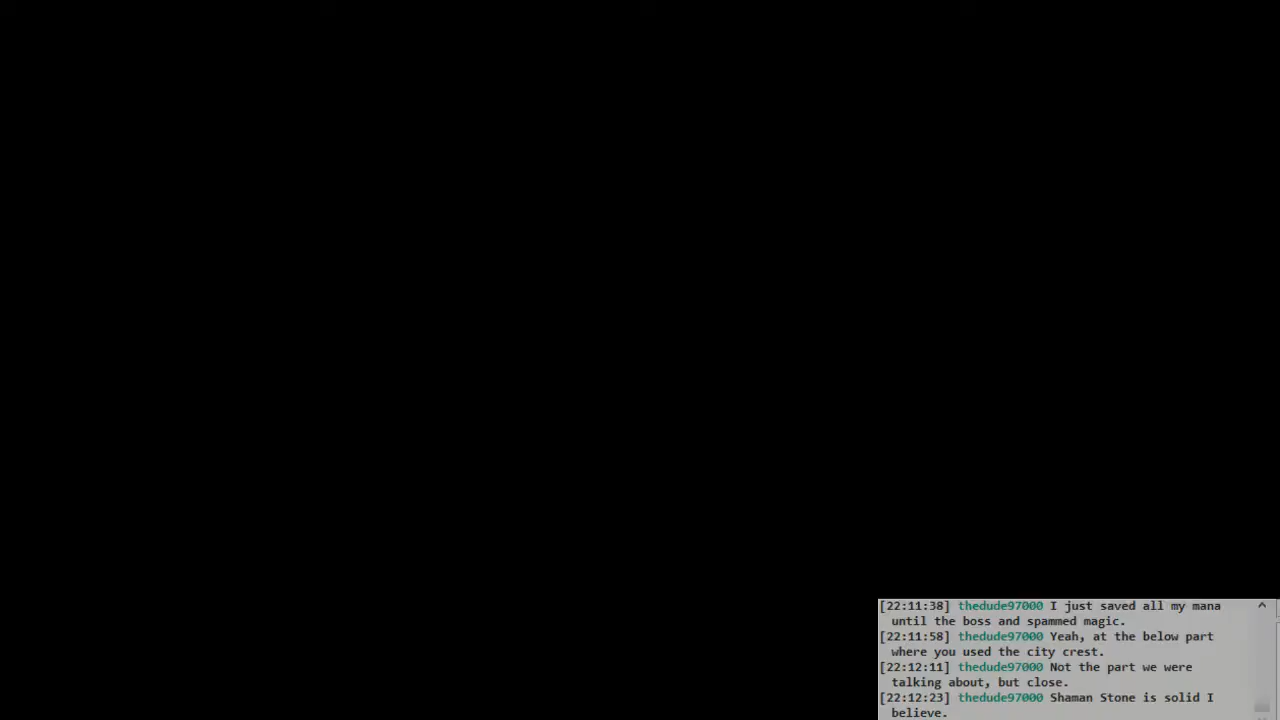 [22:11:38] thedude97000 I just saved all my mana
until the boss and spammed magic.
[22:11:58] thedude97000 Yeah, at the below part
where you used the city crest.
[22:12:11] thedude97000 Not the part we were
talking about, but close.
[22:12:23] thedude97000 Shaman Stone is solid I
believe.